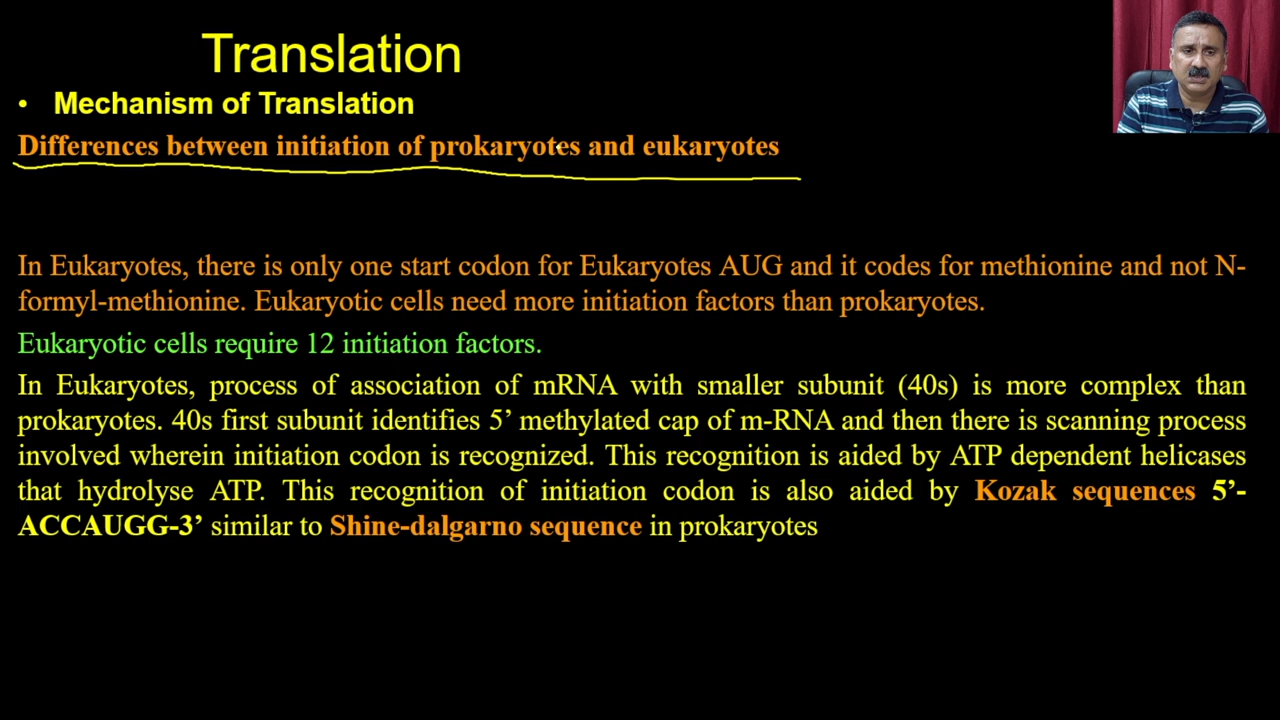 Translation
• Mechanism of Translation
Differences between initiation of prokaryotes and eukaryotes
In Eukaryotes, there is only one start codon for Eukaryotes AUG and it codes for methionine and not N-
formyl-methionine. Eukaryotic cells need more initiation factors than prokaryotes.
Eukaryotic cells require 12 initiation factors.
In Eukaryotes, process of association of mRNA with smaller subunit (40s) is more complex than
prokaryotes. 40s first subunit identifies 5’ methylated cap of m-RNA and then there is scanning process
involved wherein initiation codon is recognized. This recognition is aided by ATP dependent helicases
that hydrolyse ATP. This recognition of initiation codon is also aided by Kozak sequences 5’-
ACCAUGG-3’ similar to Shine-dalgarno sequence in prokaryotes